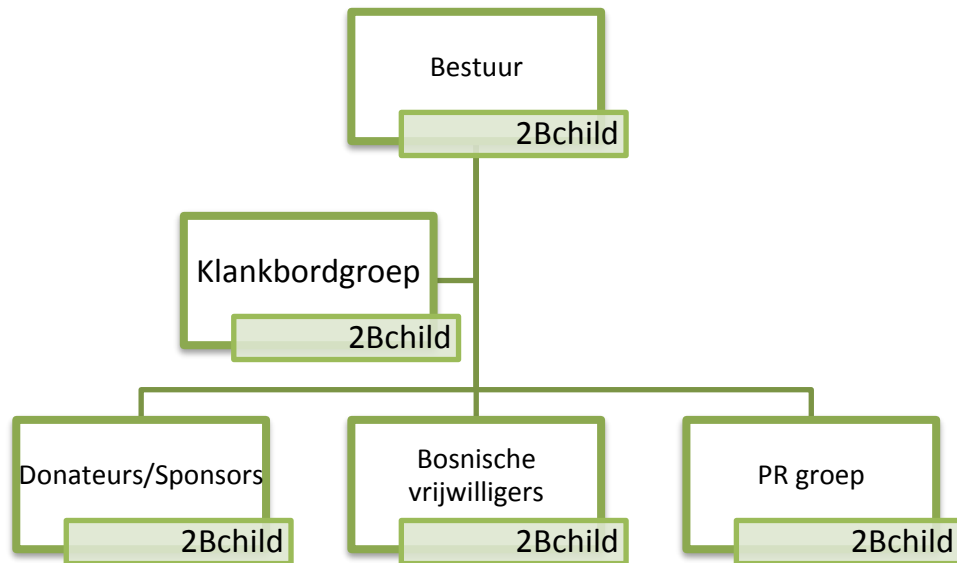 Bestuur
2Bchild
Klankbordgroep
2Bchild
Donateurs/Sponsors
2Bchild
Bosnische
vrijwilligers
2Bchild
PR groep
2Bchild